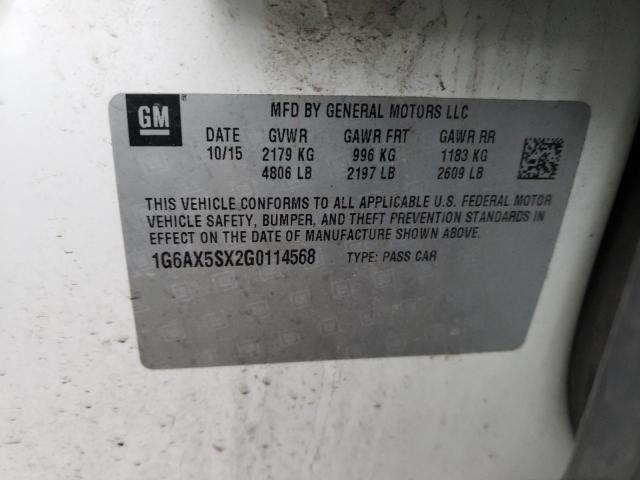 GM
MFD BY GENERAL MOTORS LLC
DATE GVWR GAWR FRT GAWR RR
10/15 2179 KG 996 KG 1183 KG
4806 LB 2197 LB 2609 LB
THIS VEHICLE CONFORMS TO ALL APPLICABLE U.S. FEDERAL MOTOR
VEHICLE SAFETY, BUMPER, AND THEFT PREVENTION STANDARDS IN
EFFECT ON THE DATE OF MANUFACTURE SHOWN ABOVE.
1G6AX5SX2G0114568 TYPE: PASS CAR